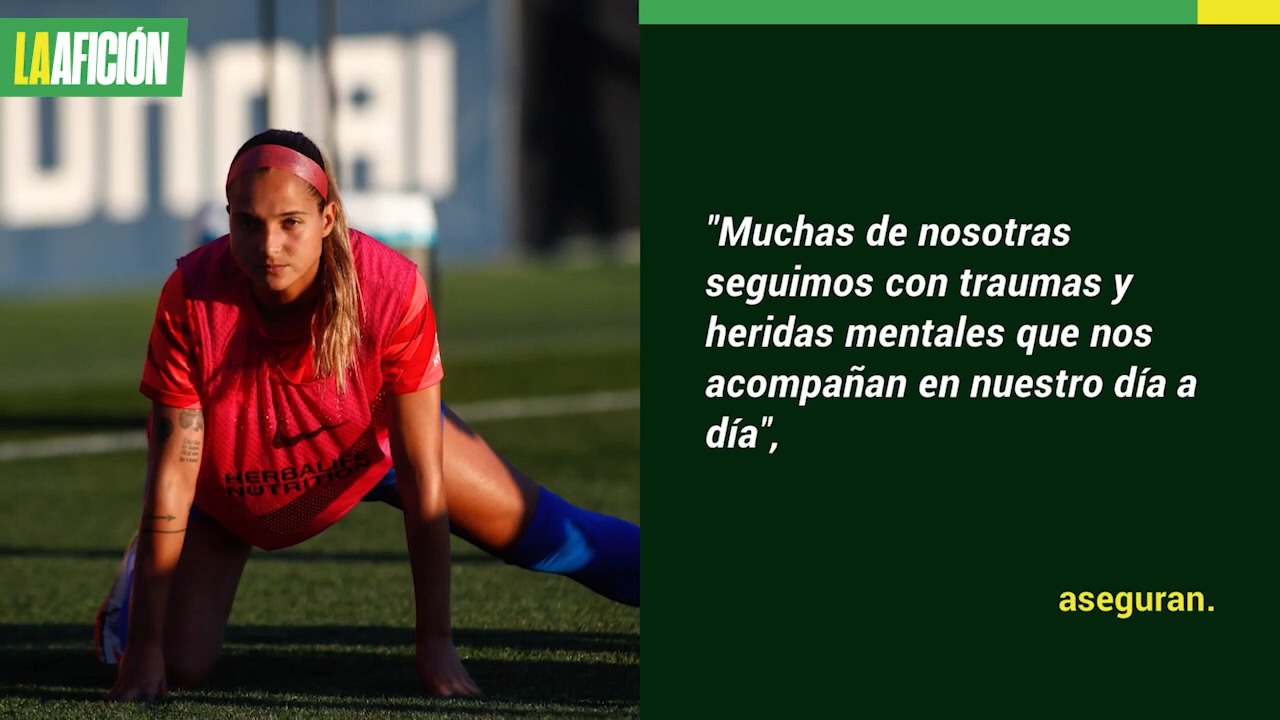 LAAFICIÓN
HERBALIFE
NUTRITION
"Muchas de nosotras
seguimos con traumas y
heridas mentales que nos
acompañan en nuestro día a
día",
aseguran.